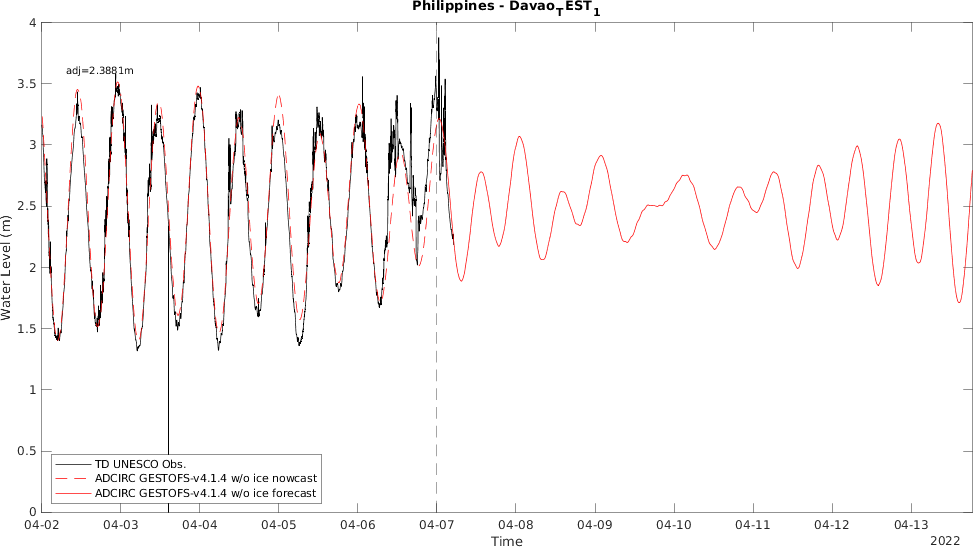 Philippines - Davao_TEST_1
4
3.5
3
2.5
2
1.5
1
0.5
0
Water Level (m)
adj=2.3881m
TD UNESCO Obs.
ADCIRC GESTOFS-v4.1.4 w/o ice nowcast
ADCIRC GESTOFS-v4.1.4 w/o ice forecast
04-02 04-03 04-04 04-05 04-06 04-07 04-08 04-09 04-10 04-11 04-12 04-13
Time
2022